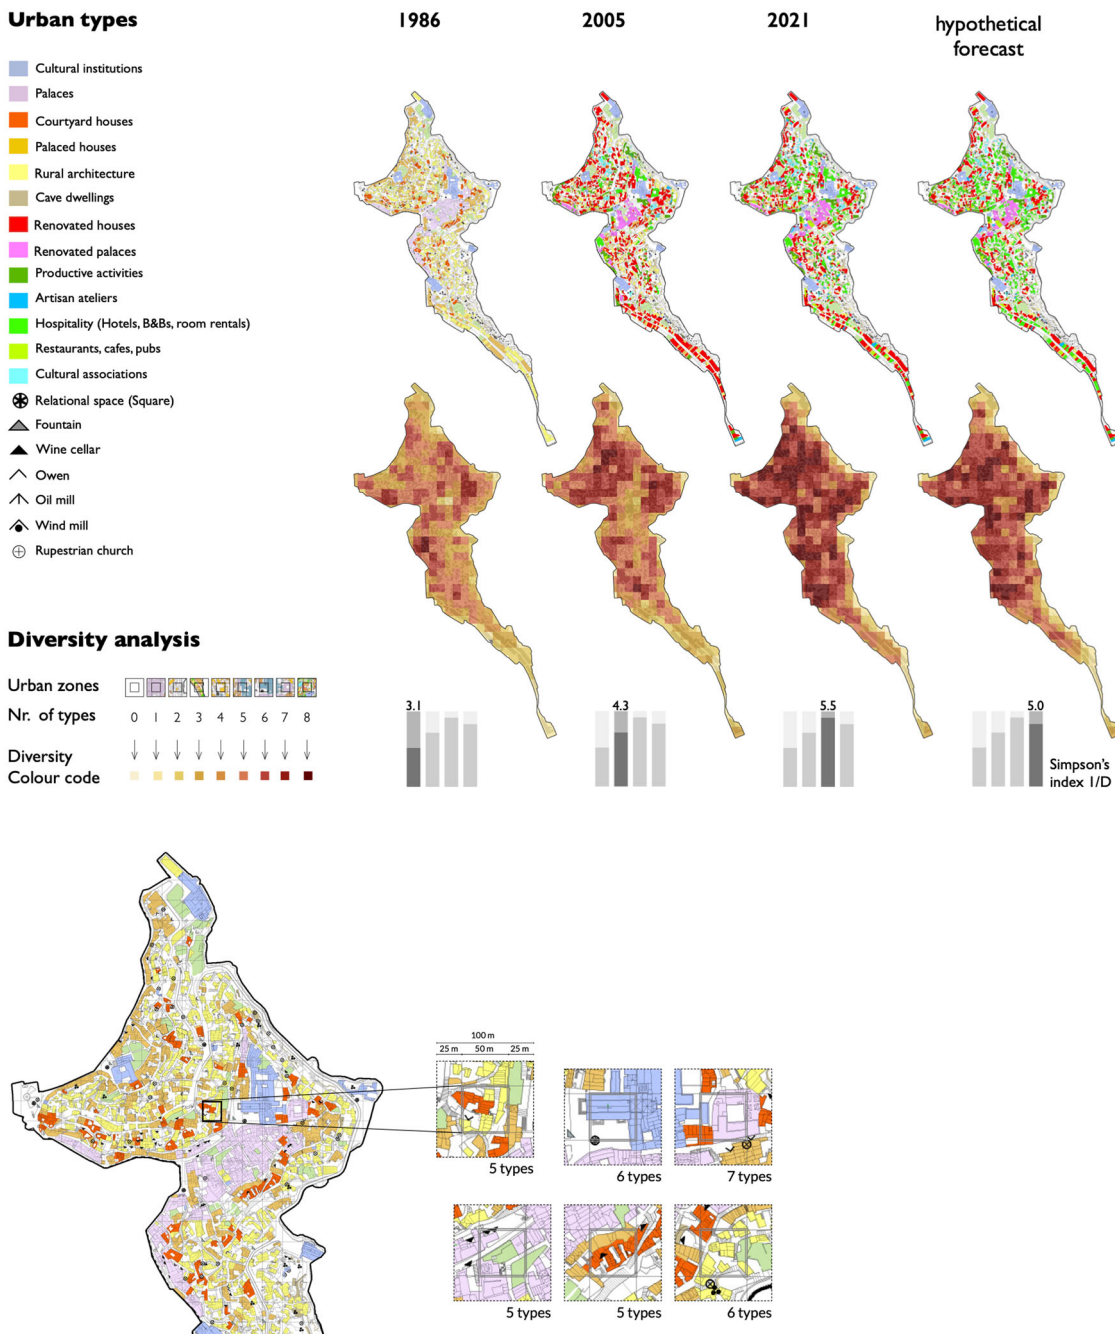 Urban types
1986
2005
2021
hypothetical
forecast
Cultural institutions
Palaces
Courtyard houses
Palaced houses
Rural architecture
Cave dwellings
Renovated houses
Renovated palaces
Productive activities
Artisan ateliers
Hospitality (Hotels, B&Bs, room rentals)
Restaurants, cafes, pubs
Cultural associations
Relational space (Square)
Fountain
Wine cellar
Owen
Oil mill
Wind mill
Rupestrian church
Diversity analysis
Urban zones
Nr. of types
0 1 2 3 4 5 6 7 8
Diversity
Colour code
3.1
4.3
5.5
5.0
Simpson's
index 1/D
100 m
25 m 50 m 25 m
5 types
6 types
7 types
5 types
5 types
6 types